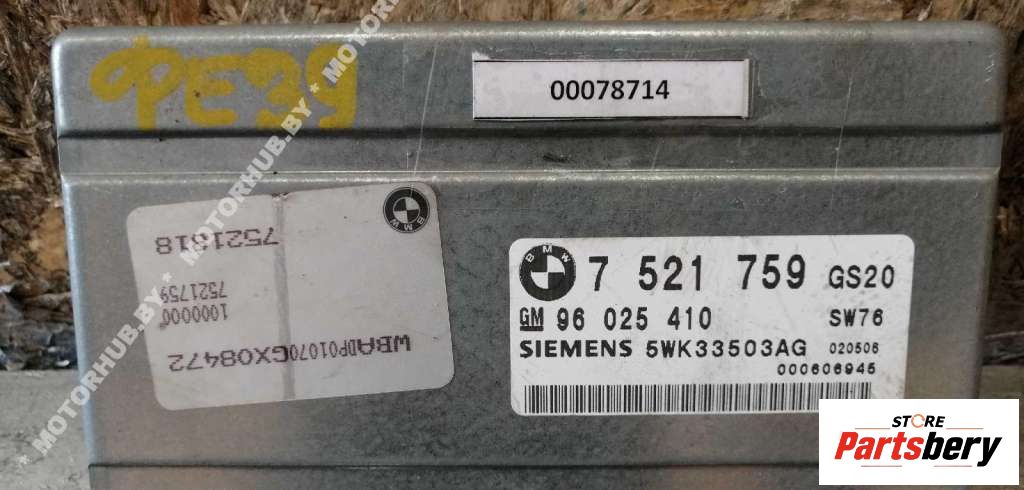 ФЕ39
00078714
BMW
7521818
7521759
1000000
WBADP01070GX08472
BMW
7 521 759 GS20
GM 96 025 410 SW76
SIEMENS 5WK33503AG 020506
000606945
* MOTORHUB.BY * MOTORHUB.BY * MOTORHUB.BY
STORE
Partsbery